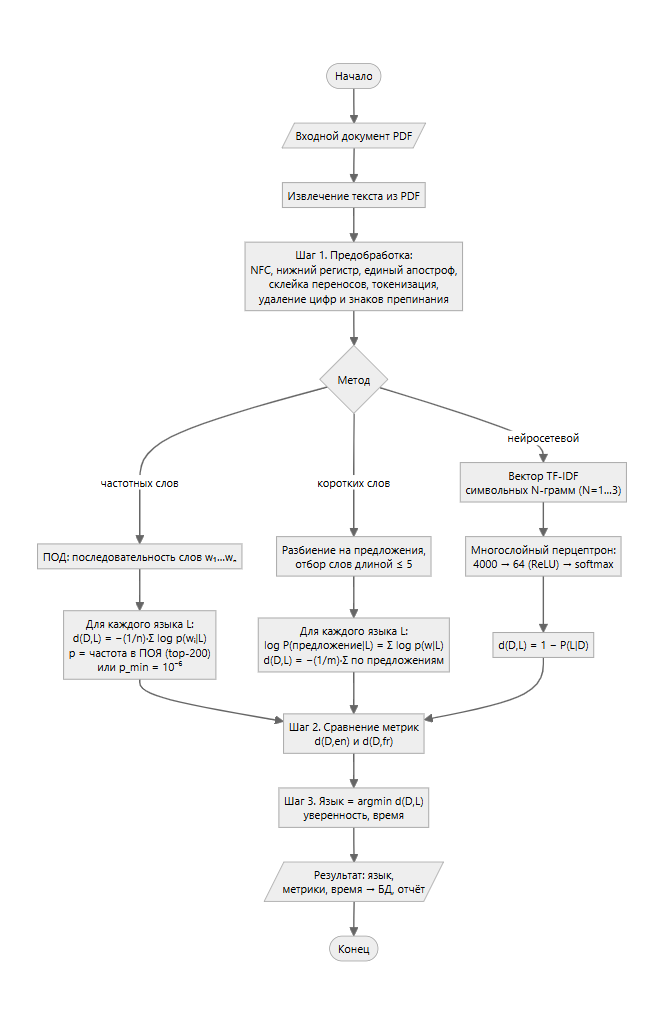 Начало
Входной документ PDF
Извлечение текста из PDF
Шаг 1. Предобработка:
NFC, нижний регистр, единый апостроф,
склейка переносов, токенизация,
удаление цифр и знаков препинания
Метод
частотных слов
коротких слов
нейросетевой
ПОД: последовательность слов w₁…wₙ
Для каждого языка L:
d(D,L) = −(1/n)·Σ log p(wᵢ|L)
p = частота в ПОЯ (top-200)
или p_min = 10⁻⁶
Разбиение на предложения,
отбор слов длиной ≤ 5
Для каждого языка L:
log P(предложение|L) = Σ log p(w|L)
d(D,L) = −(1/m)·Σ по предложениям
Вектор TF-IDF
символьных N-грамм (N=1…3)
Многослойный перцептрон:
4000 → 64 (ReLU) → softmax
d(D,L) = 1 − P(L|D)
Шаг 2. Сравнение метрик
d(D,en) и d(D,fr)
Шаг 3. Язык = argmin d(D,L)
уверенность, время
Результат: язык,
метрики, время → БД, отчёт
Конец